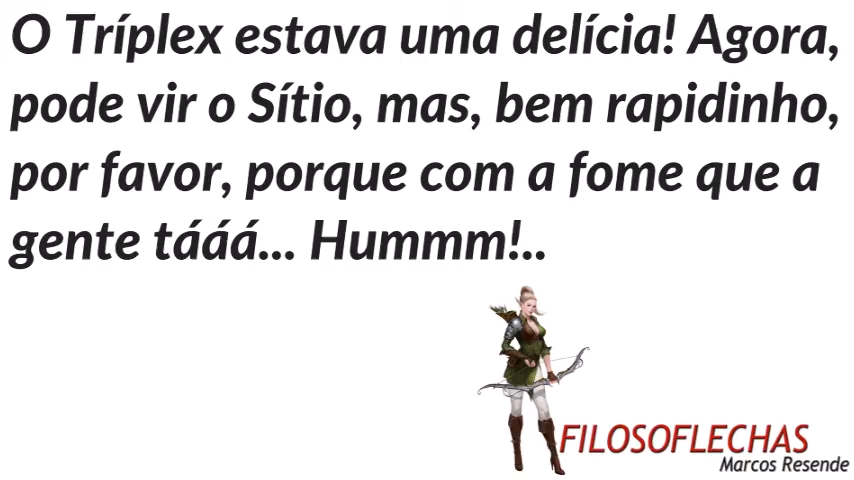 O Tríplex estava uma delícia! Agora,
pode vir o Sítio, mas, bem rapidinho,
por favor, porque com a fome que a
gente tááá... Hummm!..
FILOSOFLECHAS
Marcos Resende